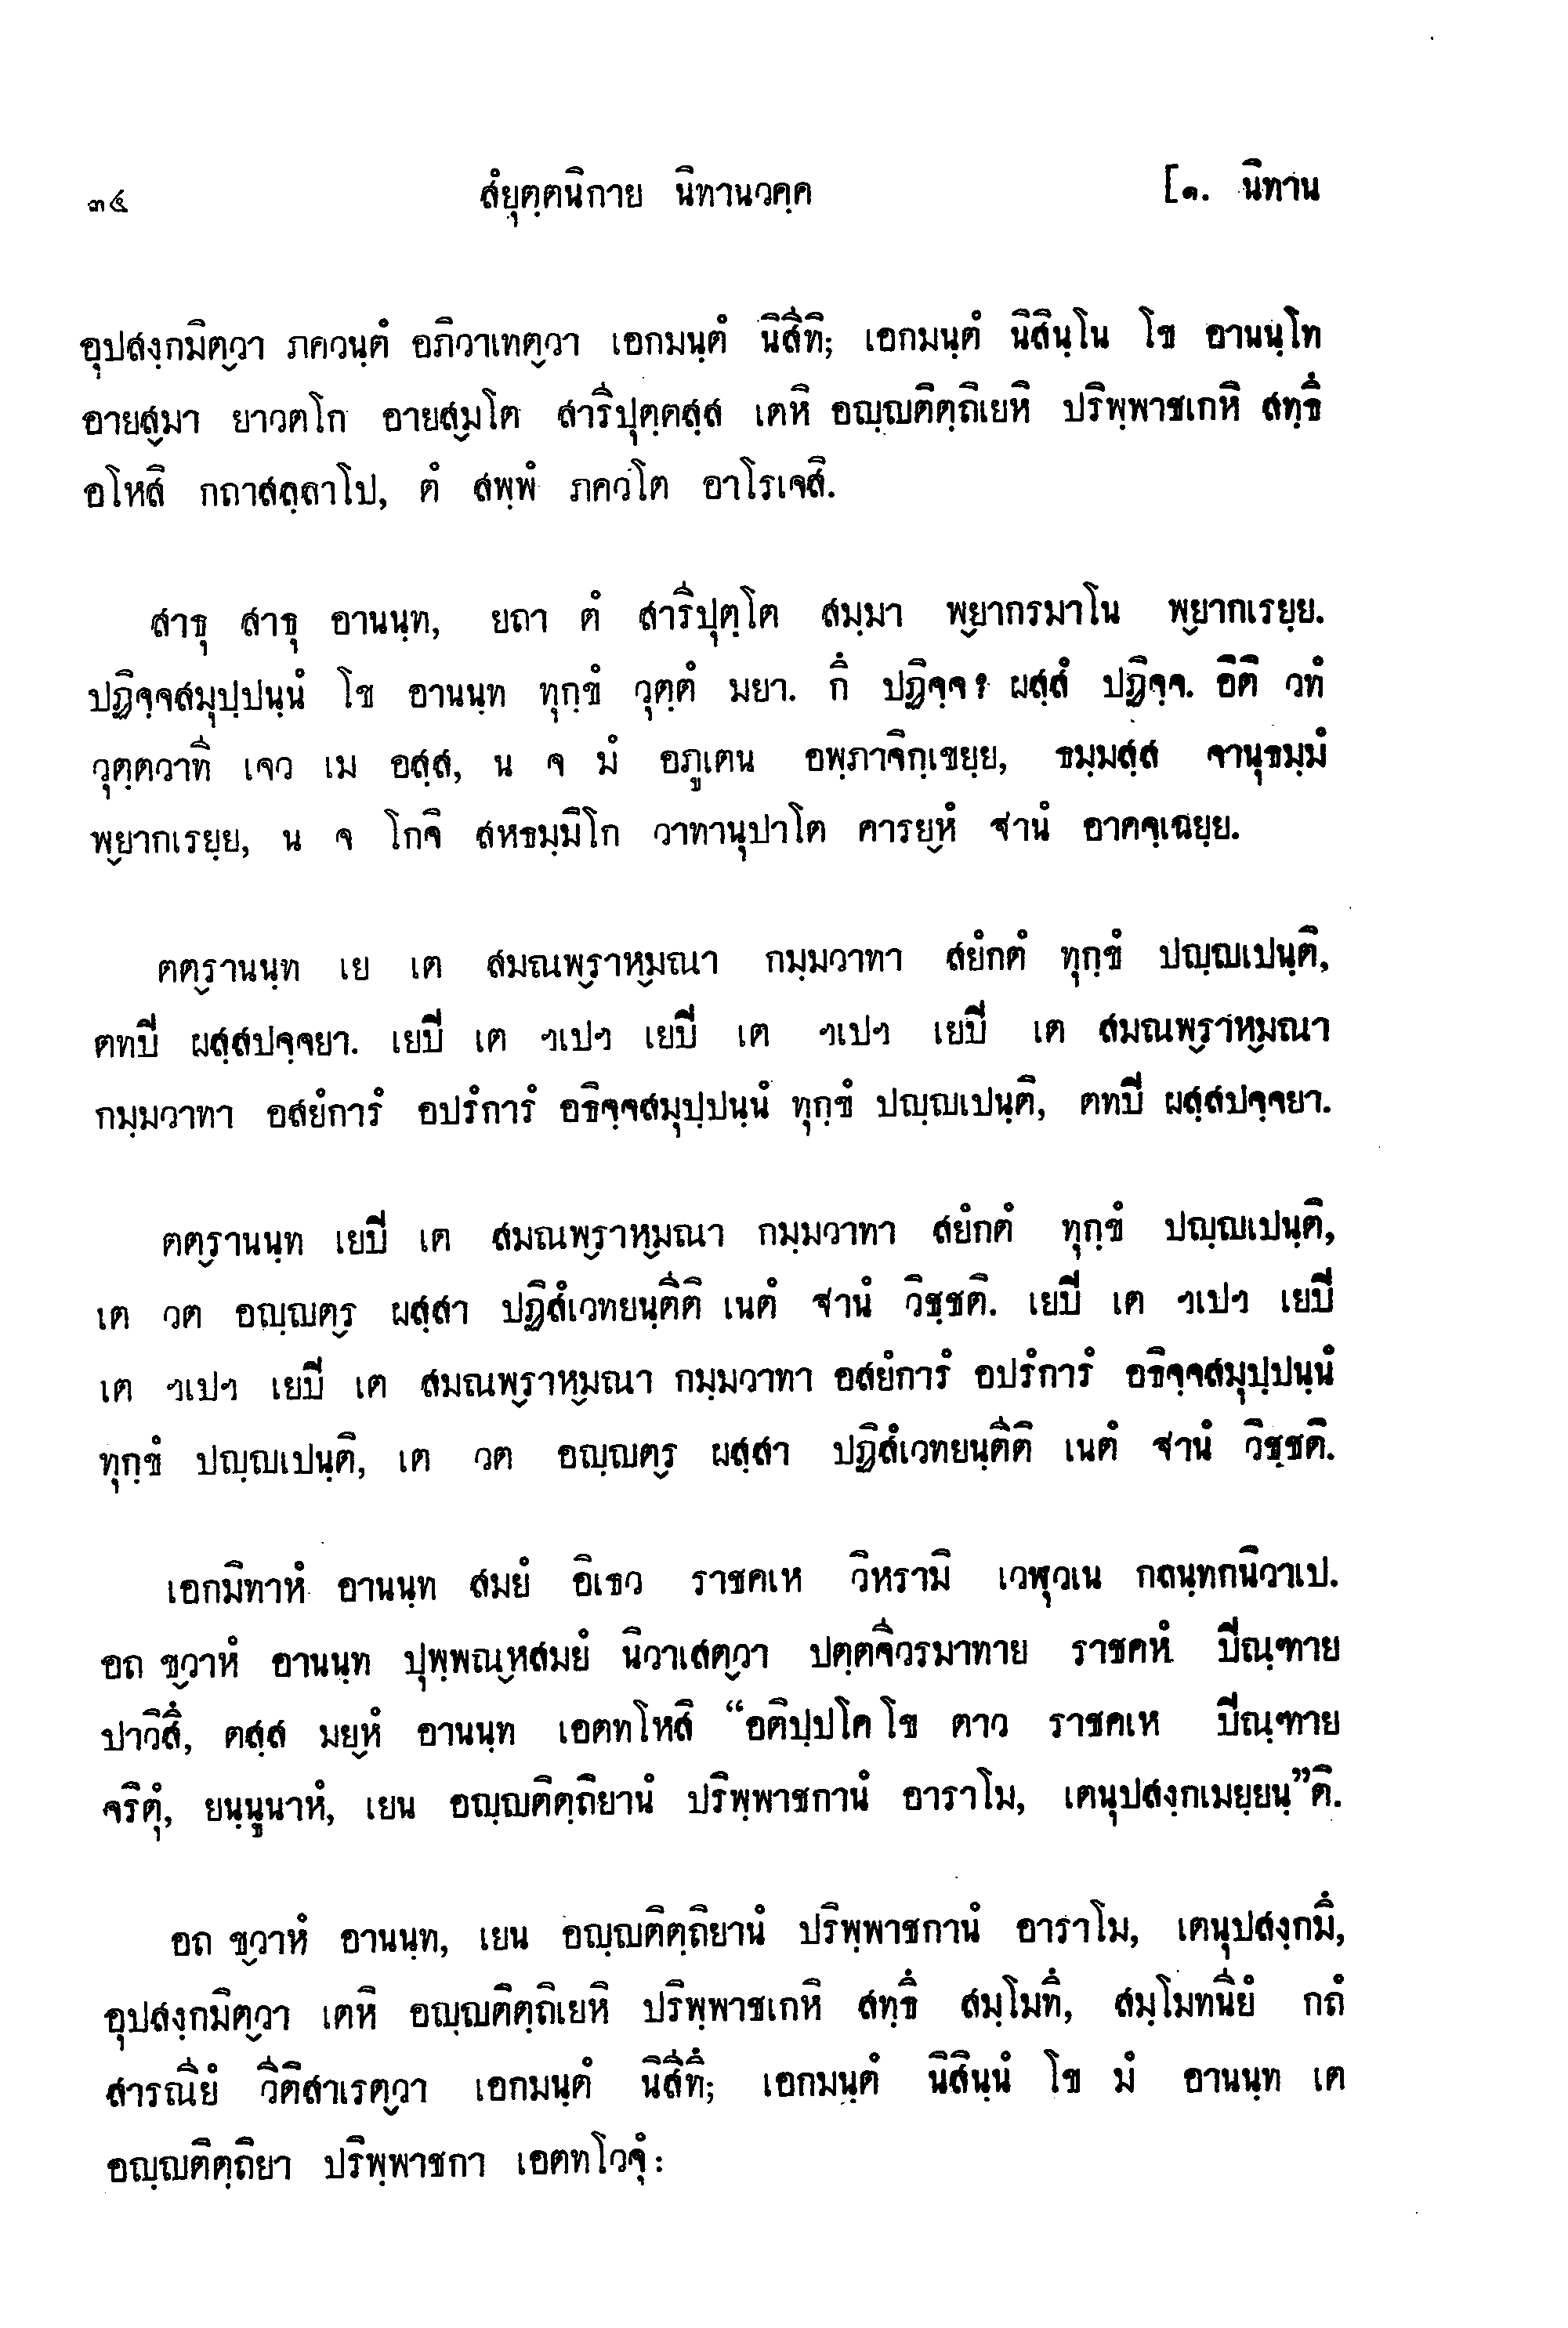 ๓๔ สํยุตฺตนิกาย นิทานวคฺค [๑. นิทาน
อุปสงฺกมิตฺวา ภควนฺตํ อภิวาเทตฺวา เอกมนฺตํ นิสีทิ; เอกมนฺตํ นิสินฺโน โข อานนฺโท
อายสฺมา ยาวตโก อายสฺมโต สารีปุตฺตสฺส เตหิ อญฺญติตฺถิเยหิ ปริพฺพาชเกหิ สทฺธึ
อโหสิ กถาสลฺลาโป, ตํ สพฺพํ ภควโต อาโรเจสิ.
สาธุ สาธุ อานนฺท, ยถา ตํ สารีปุตฺโต สมฺมา พฺยากรมาโน พฺยากเรยฺย.
ปฏิจฺจสมุปฺปนฺนํ โข อานนฺท ทุกฺขํ วุตฺตํ มยา. กึ ปฏิจฺจ? ผสฺสํ ปฏิจฺจ. อิติ วทํ
วุตฺตวาที เจว เม อสฺส, น จ มํ อภูเตน อพฺภาจิกฺเขยฺย, ธมฺมสฺส จานุธมฺมํ
พฺยากเรยฺย, น จ โกจิ สหธมฺมิโก วาทานุปาโต คารยฺหํ ฐานํ อาคจฺเฉยฺย.
ตตฺรานนฺท เย เต สมณพฺราหฺมณา กมฺมวาทา สยํกตํ ทุกฺขํ ปญฺญเปนฺติ,
ตทปิ ผสฺสปจฺจยา. เยปิ เต ฯเปฯ เยปิ เต ฯเปฯ เยปิ เต สมณพฺราหฺมณา
กมฺมวาทา อสยํการํ อปรํการํ อธิจฺจสมุปฺปนฺนํ ทุกฺขํ ปญฺญเปนฺติ, ตทปิ ผสฺสปจฺจยา.
ตตฺรานนฺท เยปิ เต สมณพฺราหฺมณา กมฺมวาทา สยํกตํ ทุกฺขํ ปญฺญเปนฺติ,
เต วต อญฺญตฺร ผสฺสา ปฏิสํเวทยนฺตีติ เนตํ ฐานํ วิชฺชติ. เยปิ เต ฯเปฯ เยปิ
เต ฯเปฯ เยปิ เต สมณพฺราหฺมณา กมฺมวาทา อสยํการํ อปรํการํ อธิจฺจสมุปฺปนฺนํ
ทุกฺขํ ปญฺญเปนฺติ, เต วต อญฺญตฺร ผสฺสา ปฏิสํเวทยนฺตีติ เนตํ ฐานํ วิชฺชติ.
เอกมิทาหํ อานนฺท สมยํ อิเธว ราชคเห วิหรามิ เวฬุวเน กลนฺทกนิวาเป.
อถ ขฺวาหํ อานนฺท ปุพฺพณฺหสมยํ นิวาเสตฺวา ปตฺตจีวรมาทาย ราชคหํ ปิณฺฑาย
ปาวิสึ, ตสฺส มยฺหํ อานนฺท เอตทโหสิ “อติปฺปโค โข ตาว ราชคเห ปิณฺฑาย
จริตุํ, ยนฺนูนาหํ, เยน อญฺญติตฺถิยานํ ปริพฺพาชกานํ อาราโม, เตนุปสงฺกเมยฺยนฺ”ติ.
อถ ขฺวาหํ อานนฺท, เยน อญฺญติตฺถิยานํ ปริพฺพาชกานํ อาราโม, เตนุปสงฺกมึ,
อุปสงฺกมิตฺวา เตหิ อญฺญติตฺถิเยหิ ปริพฺพาชเกหิ สทฺธึ สมฺโมทึ, สมฺโมทนียํ กถํ
สารณียํ วีติสาเรตฺวา เอกมนฺตํ นิสีทึ; เอกมนฺตํ นิสินฺนํ โข มํ อานนฺท เต
อญฺญติตฺถิยา ปริพฺพาชกา เอตทโวจุํ: